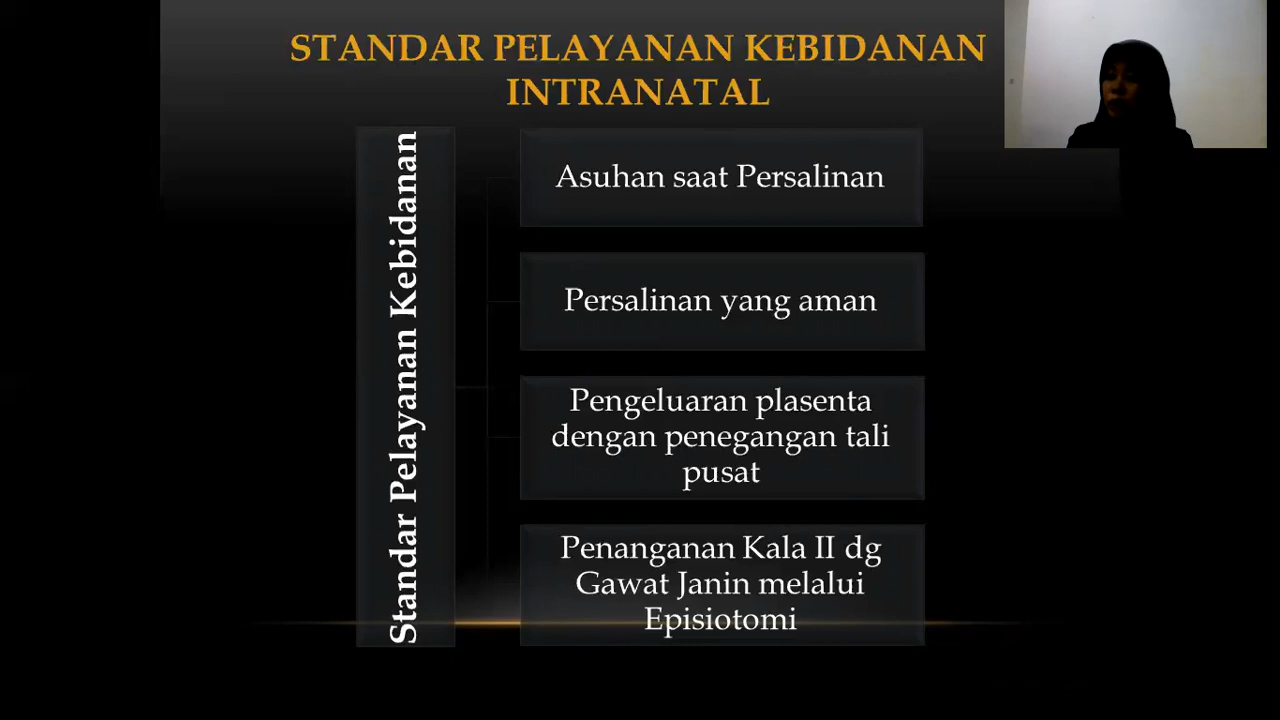 STANDAR PELAYANAN KEBIDANAN
INTRANATAL
Standar Pelayanan Kebidanan
Asuhan saat Persalinan
Persalinan yang aman
Pengeluaran plasenta
dengan penegangan tali
pusat
Penanganan Kala II dg
Gawat Janin melalui
Episiotomi